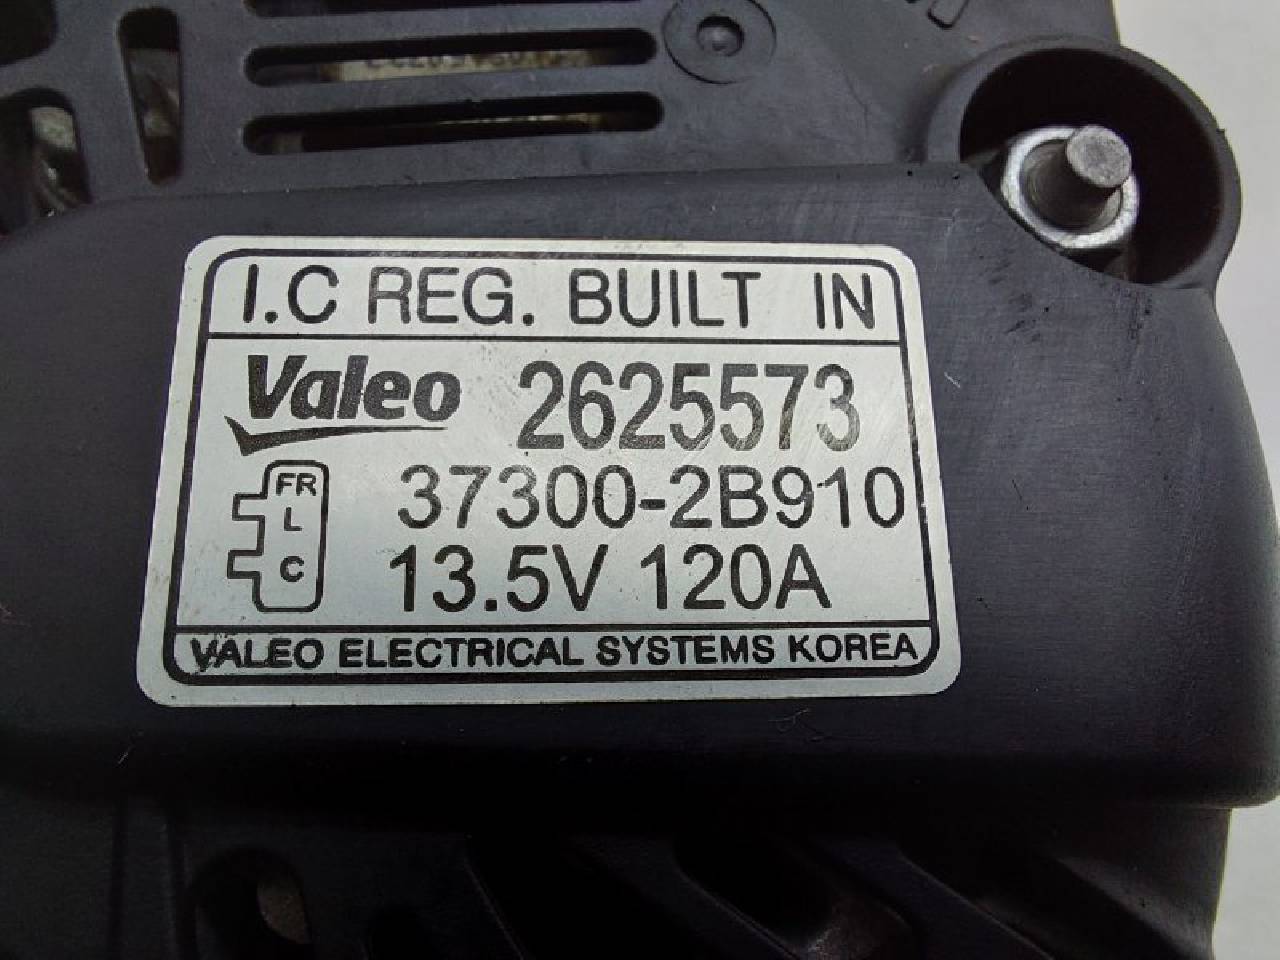 I.C REG. BUILT IN
Valeo 2625573
FR
37300-2B910
L
C
13.5V 120A
VALEO ELECTRICAL SYSTEMS KOREA